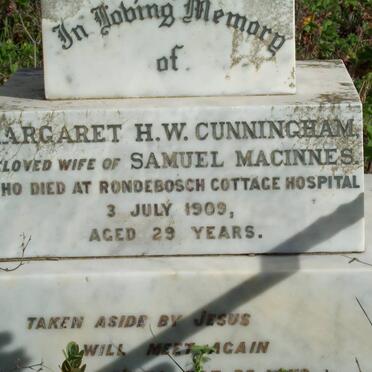 In Loving Memory
of
ARGARET H.W. CUNNINGHAM,
LOVED WIFE OF SAMUEL MACINNES
HO DIED AT RONDEBOSCH COTTAGE HOSPITAL
3 JULY 1909,
AGED 29 YEARS.
TAKEN ASIDE BY JESUS
WILL MEET AGAIN